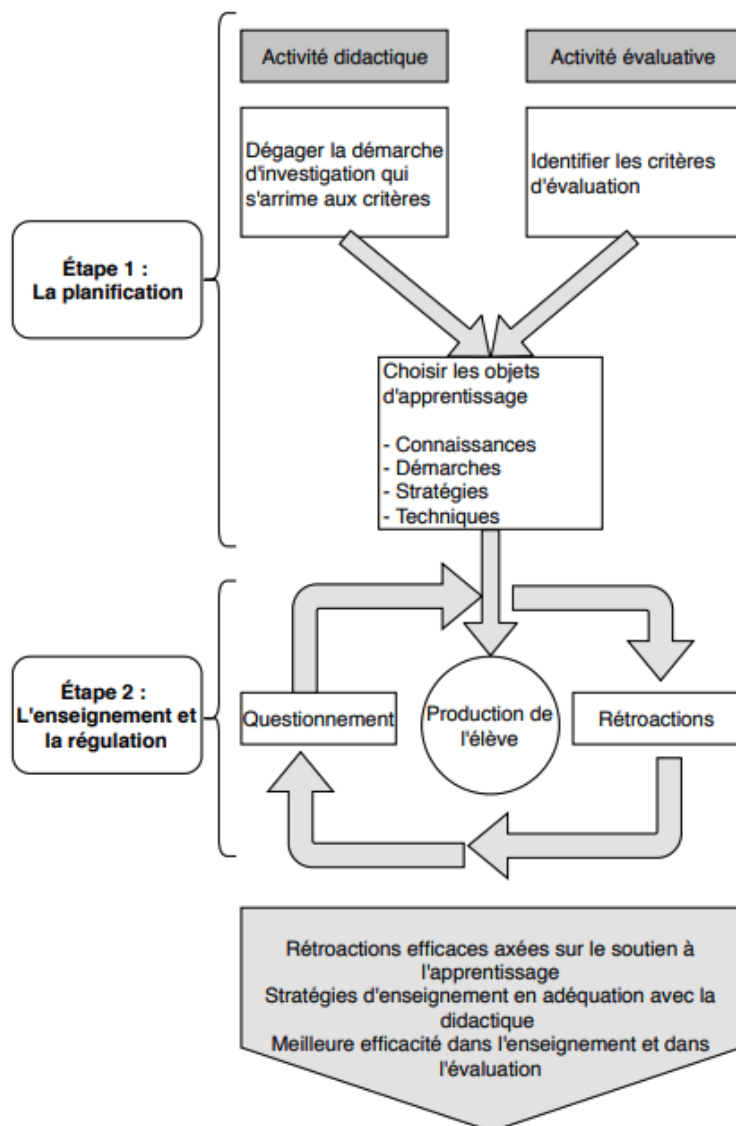 Activité didactique
Activité évaluative
Dégager la démarche
d'investigation qui
s'arrime aux critères
Identifier les critères
d'évaluation
Étape 1 :
La planification
Choisir les objets
d'apprentissage
- Connaissances
- Démarches
- Stratégies
- Techniques
Étape 2 :
L'enseignement et
la régulation
Questionnement
Production de
l'élève
Rétroactions
Rétroactions efficaces axées sur le soutien à
l'apprentissage
Stratégies d'enseignement en adéquation avec la
didactique
Meilleure efficacité dans l'enseignement et dans
l'évaluation